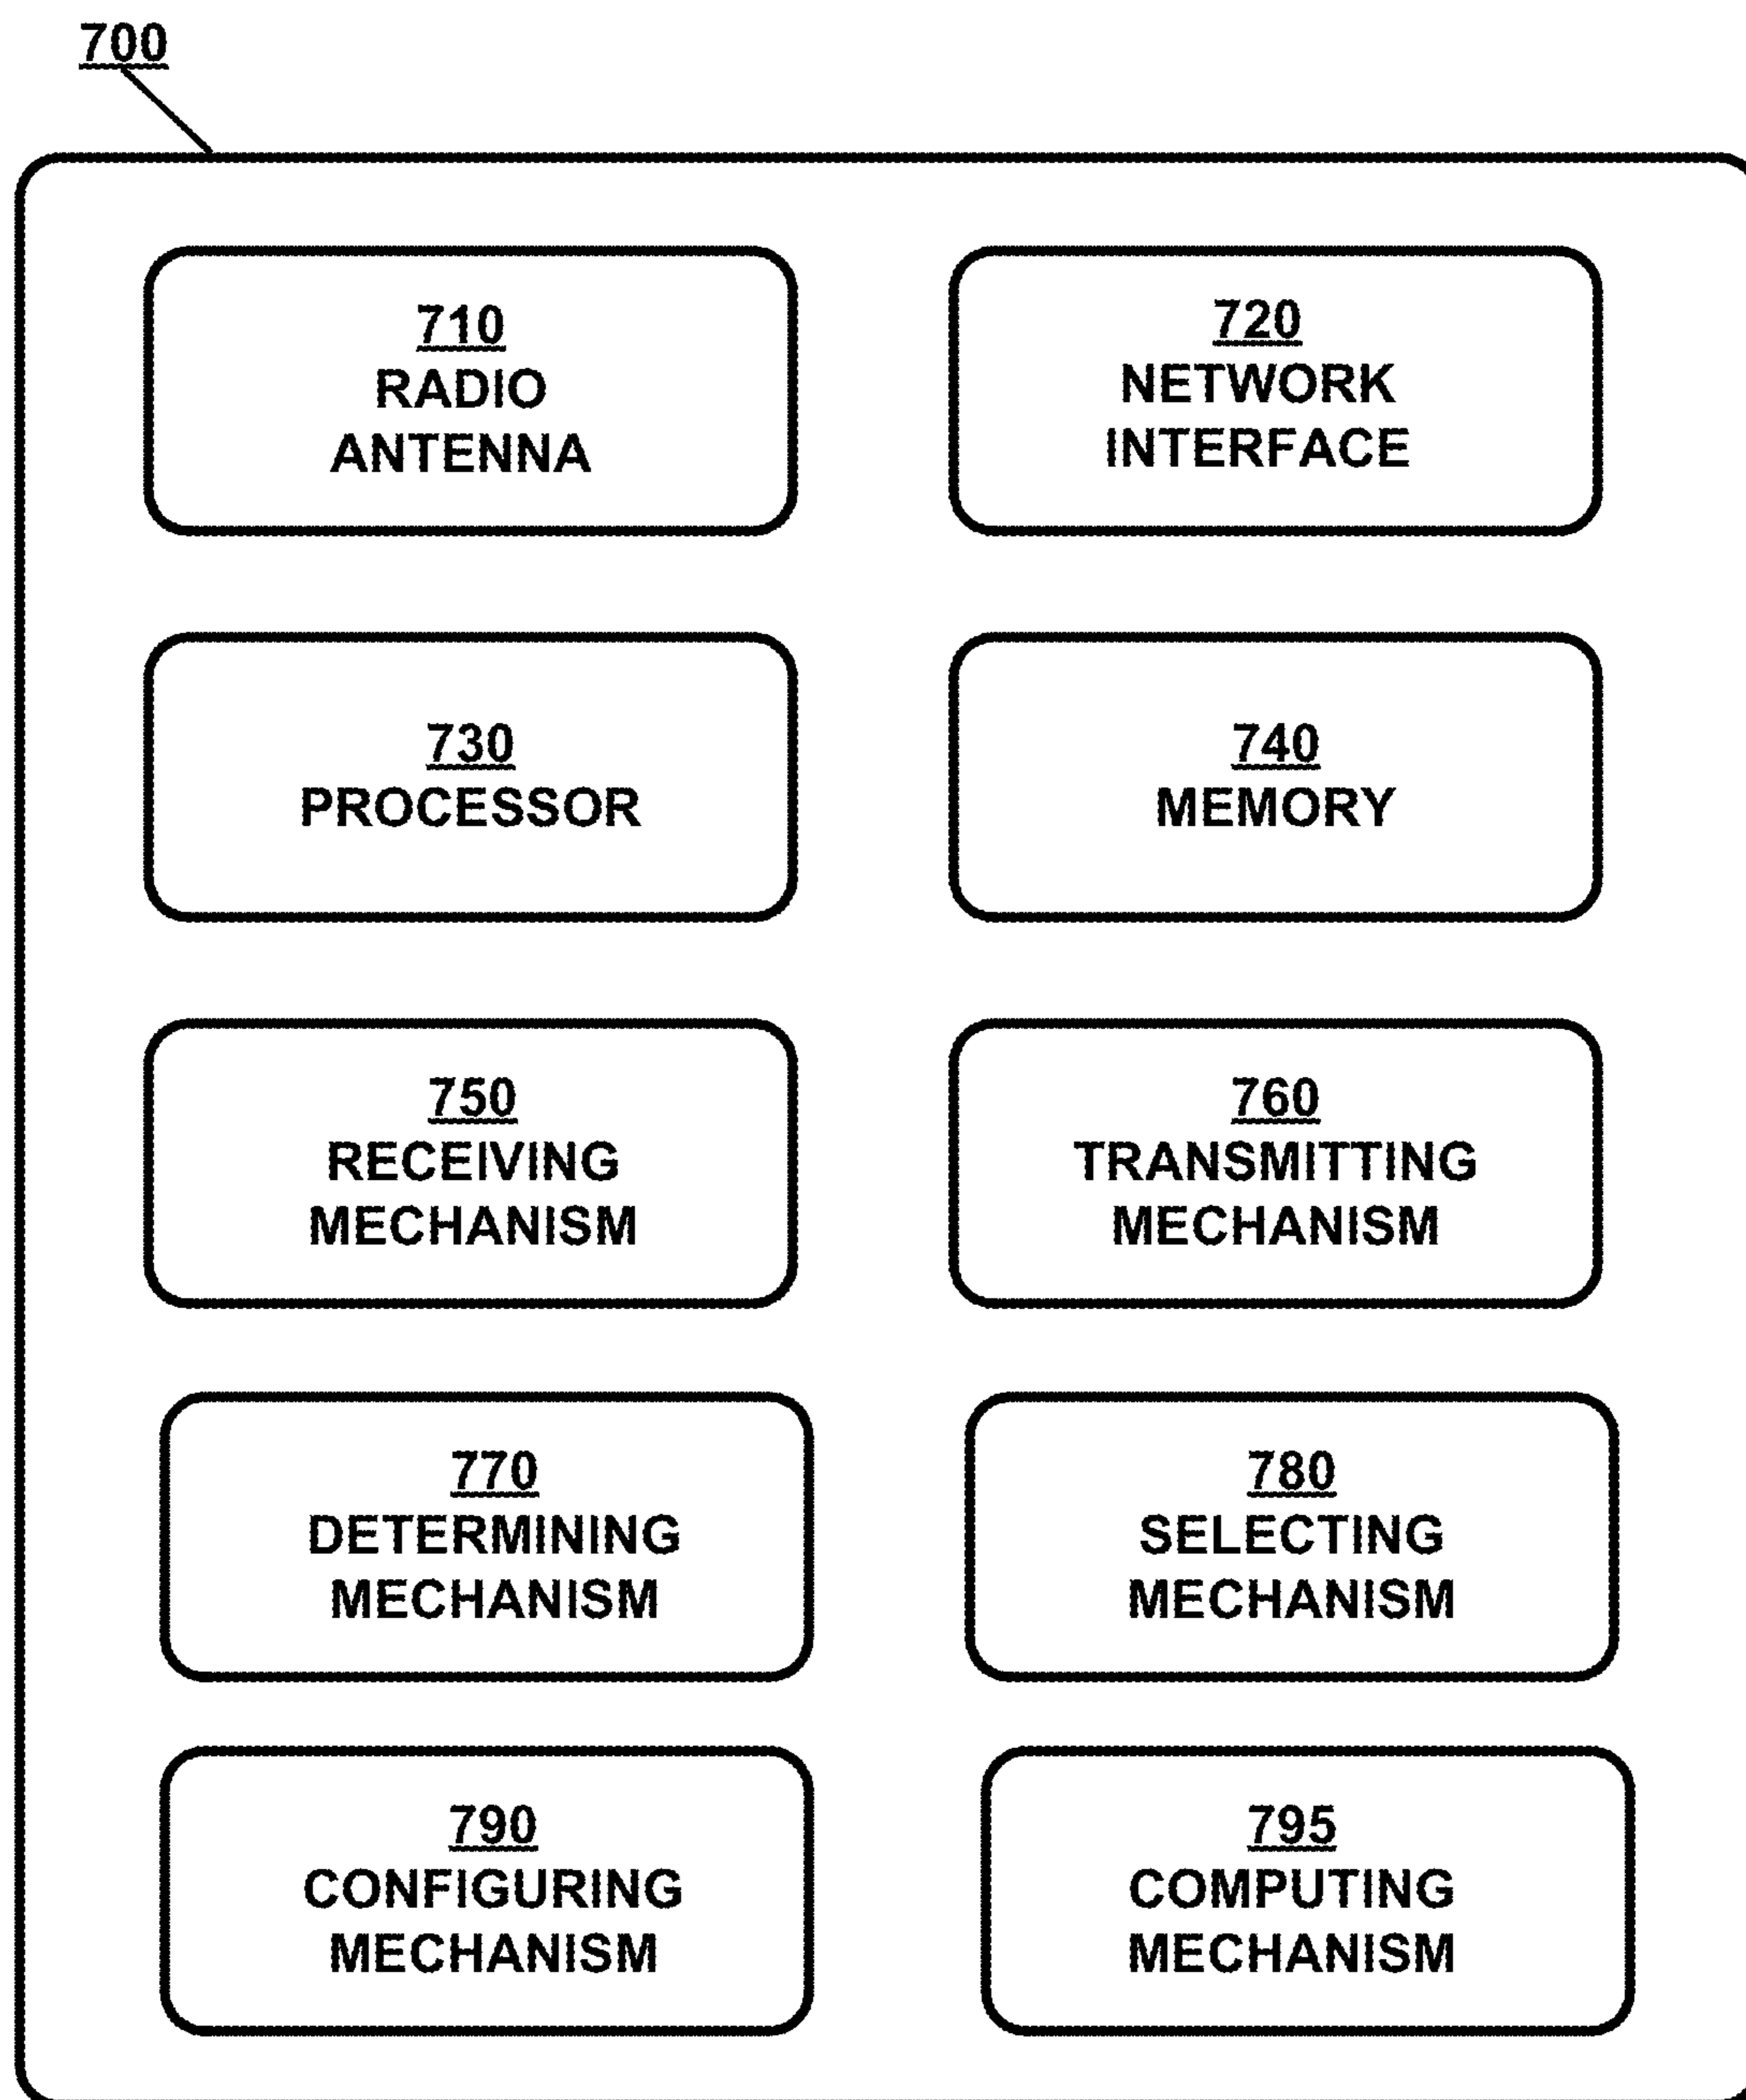 700
710
RADIO
ANTENNA
720
NETWORK
INTERFACE
730
PROCESSOR
740
MEMORY
750
RECEIVING
MECHANISM
760
TRANSMITTING
MECHANISM
770
DETERMINING
MECHANISM
780
SELECTING
MECHANISM
790
CONFIGURING
MECHANISM
795
COMPUTING
MECHANISM